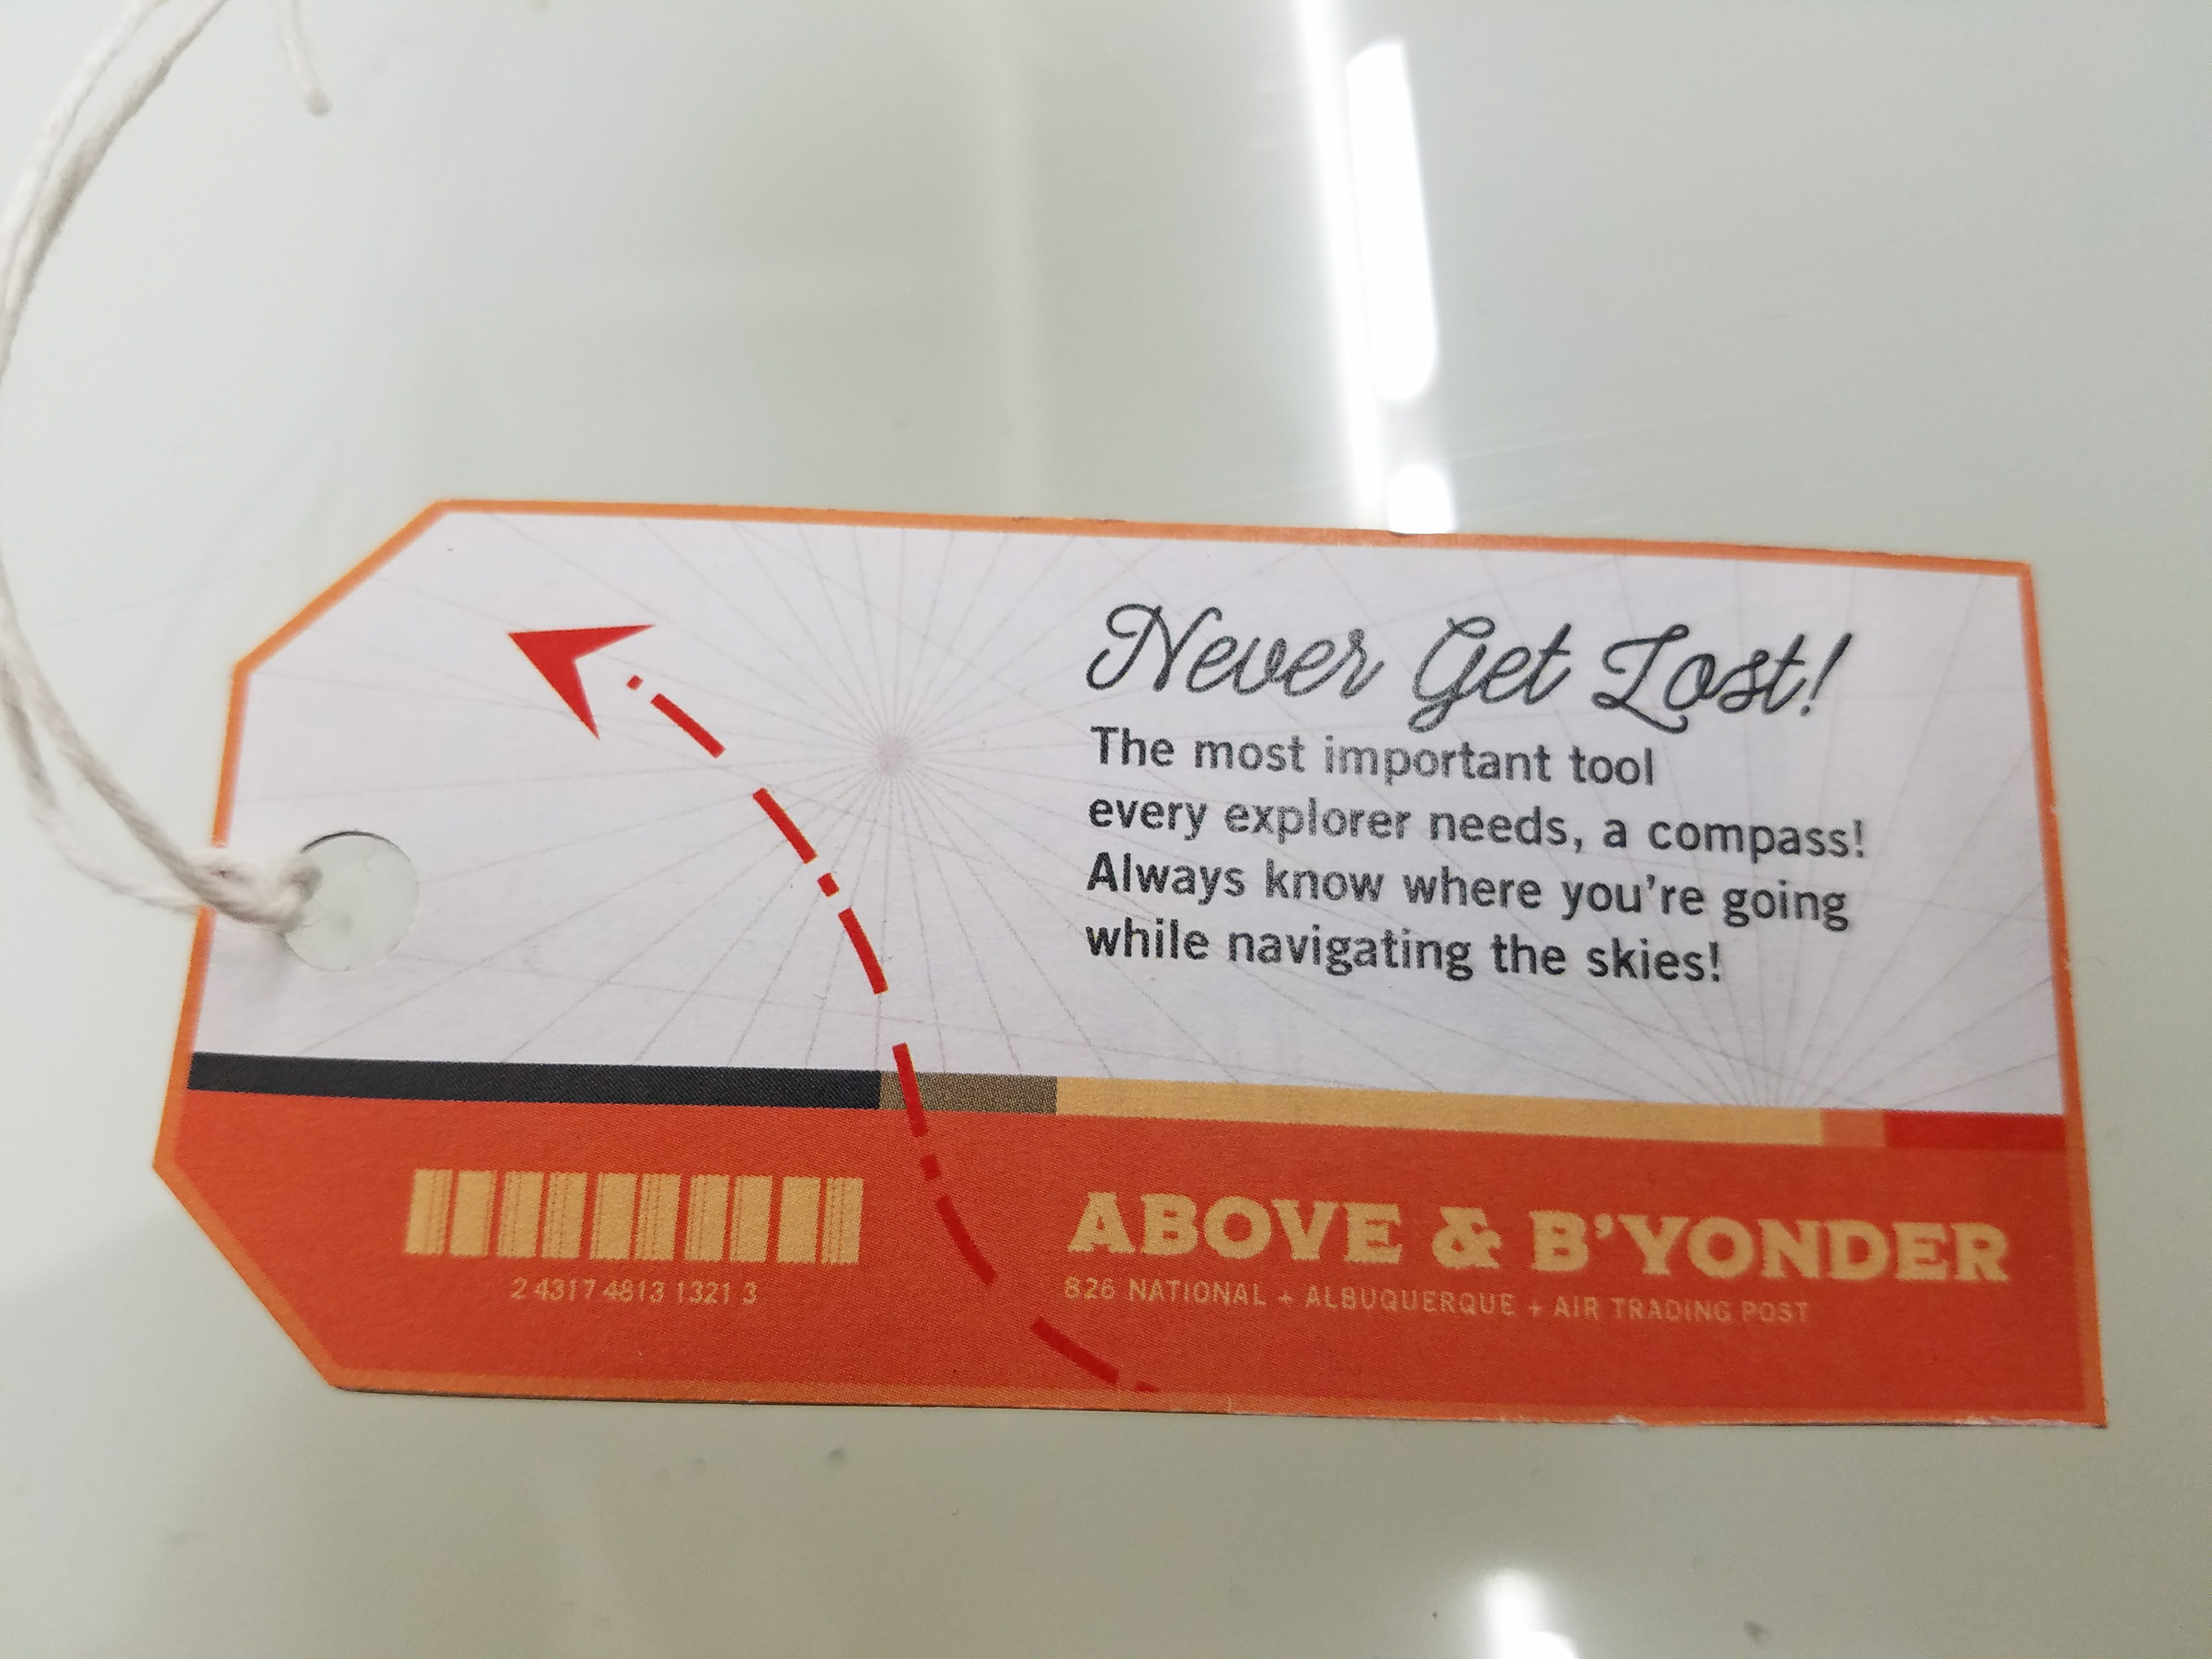 Never Get Lost!
The most important tool
every explorer needs, a compass!
Always know where you're going
while navigating the skies!
2 4317 4813 1321 3
ABOVE & B'YONDER
826 NATIONAL + ALBUQUERQUE + AIR TRADING POST